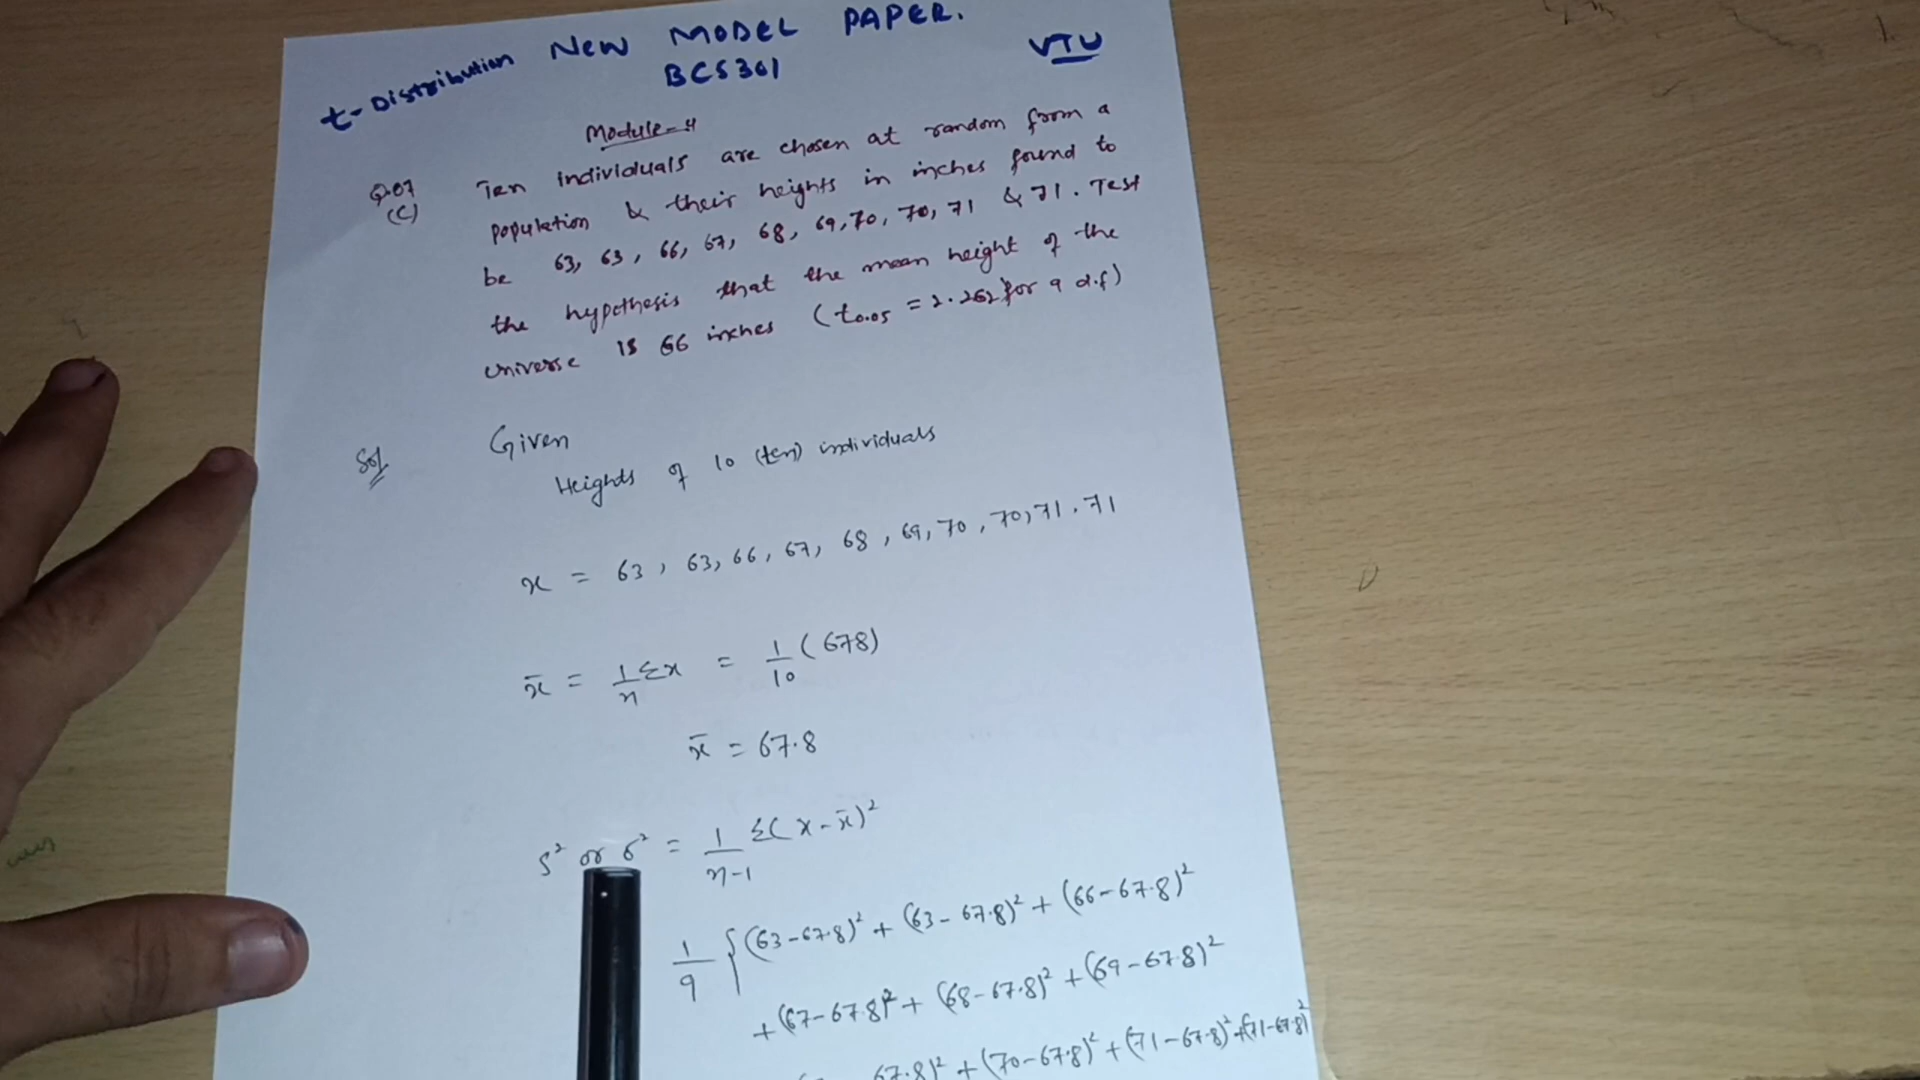 t-Distribution New MODEL PAPER.
BCS301
VTU
Module-4
Q.07 (C) Ten individuals are chosen at random from a
population & their heights in inches found to
be 63, 63, 66, 67, 68, 69, 70, 70, 71 & 71. Test
the hypothesis that the mean height of the
universe is 66 inches (t0.05 = 2.262 for 9 d.f)
Sol Given
Heights of 10 (ten) individuals
x = 63, 63, 66, 67, 68, 69, 70, 70, 71, 71
x̄ = 1/n Σx = 1/10 (678)
x̄ = 67.8
S² or σ² = 1/n-1 Σ(x-x̄)²
1/9 {(63-67.8)² + (63-67.8)² + (66-67.8)²
+(67-67.8)² + (68-67.8)² + (69-67.8)²
67.8)² + (70-67.8)² + (71-67.8)² + (71-67.8)²